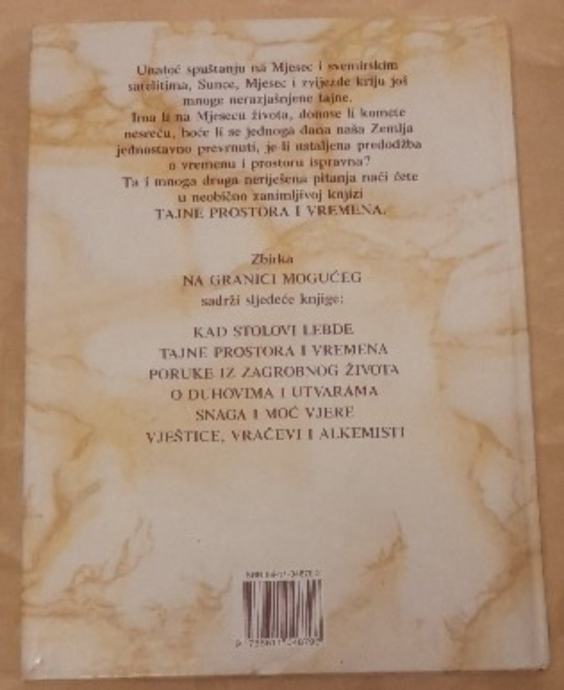 Unatoč spuštanju na Mjesec i svemirskim
satelitima, Sunce, Mjesec i zvijezde kriju još
mnoge nerazjašnjene tajne.
Ima li na Mjesecu života, donose li komete
nesreću, hoće li se jednoga dana naša Zemlja
jednostavno prevrnuti, je li ustaljena predodžba
o vremenu i prostoru ispravna?
Ta i mnoga druga neriješena pitanja naći ćete
u neobično zanimljivoj knjizi
TAJNE PROSTORA I VREMENA.
Zbirka
NA GRANICI MOGUĆEG
sadrži sljedeće knjige:
KAD STOLOVI LEBDE
TAJNE PROSTORA I VREMENA
PORUKE IZ ZAGROBNOG ŽIVOTA
O DUHOVIMA I UTVARAMA
SNAGA I MOĆ VJERE
VJEŠTICE, VRAČEVI I ALKEMISTI
ISBN